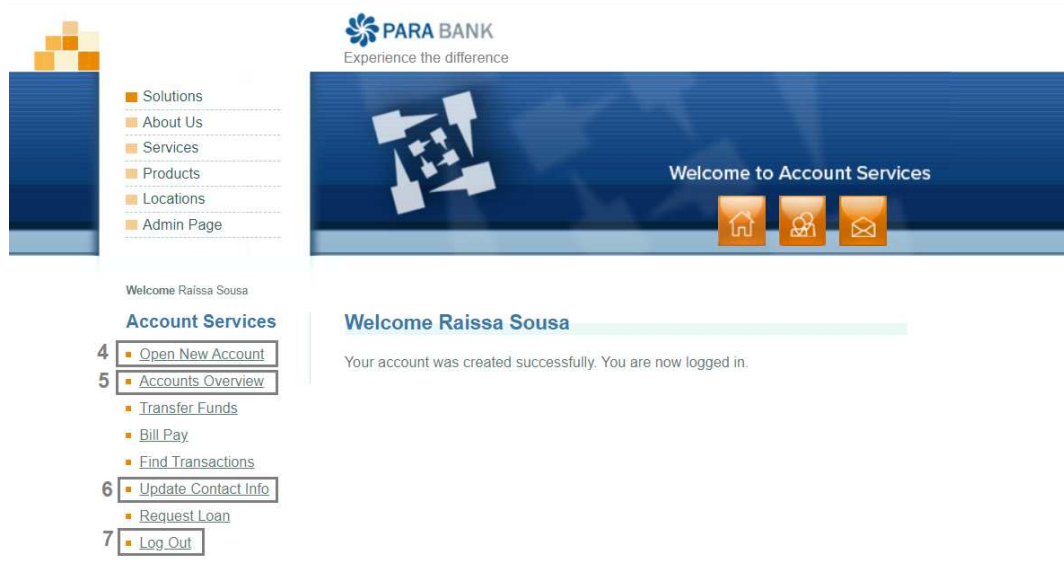 PARA BANK
Experience the difference
Solutions
About Us
Services
Products
Locations
Admin Page
Welcome to Account Services
Welcome Raissa Sousa
Account Services
4 Open New Account
5 Accounts Overview
Transfer Funds
Bill Pay
Find Transactions
6 Update Contact Info
Request Loan
7 Log Out
Welcome Raissa Sousa
Your account was created successfully. You are now logged in.